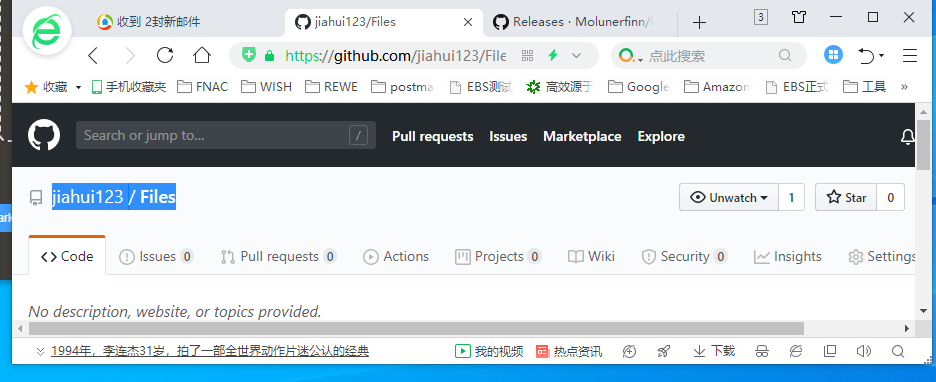 收到 2封新邮件
jiahui123/Files
Releases · Molunerfinn/
3
https://github.com/jiahui123/File
点此搜索
收藏 手机收藏夹 FNAC WISH REWE postma EBS测试 高效源于 Google Amazon EBS正式 工具 »
Search or jump to... /
Pull requests Issues Marketplace Explore
jiahui123 / Files
Unwatch 1 Star 0
Code Issues 0 Pull requests 0 Actions Projects 0 Wiki Security 0 Insights Settings
No description, website, or topics provided.
1994年，李连杰31岁，拍了一部全世界动作片迷公认的经典
我的视频 热点资讯 下载